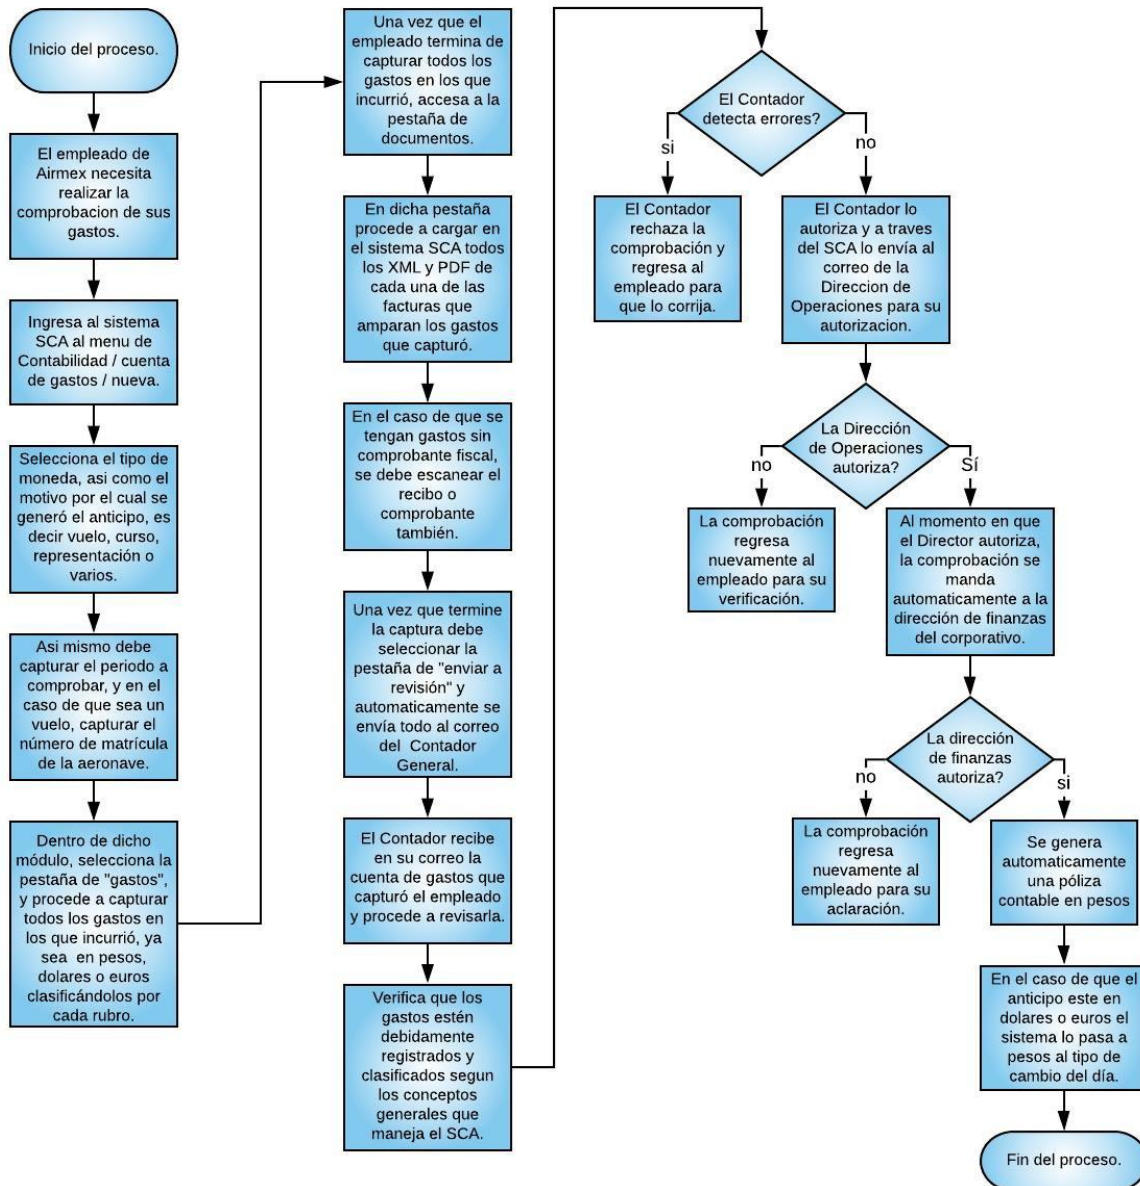 Inicio del proceso.
El empleado de
Airmex necesita
realizar la
comprobacion de sus
gastos.
Ingresa al sistema
SCA al menu de
Contabilidad / cuenta
de gastos / nueva.
Selecciona el tipo de
moneda, asi como el
motivo por el cual se
generó el anticipo, es
decir vuelo, curso,
representación o
varios.
Asi mismo debe
capturar el periodo a
comprobar, y en el
caso de que sea un
vuelo, capturar el
número de matrícula
de la aeronave.
Dentro de dicho
módulo, selecciona la
pestaña de "gastos",
y procede a capturar
todos los gastos en
los que incurrió, ya
sea en pesos,
dolares o euros
clasificándolos por
cada rubro.
Una vez que el
empleado termina de
capturar todos los
gastos en los que
incurrió, accesa a la
pestaña de
documentos.
En dicha pestaña
procede a cargar en
el sistema SCA todos
los XML y PDF de
cada una de las
facturas que
amparan los gastos
que capturó.
En el caso de que se
tengan gastos sin
comprobante fiscal,
se debe escanear el
recibo o
comprobante
también.
Una vez que termine
la captura debe
seleccionar la
pestaña de "enviar a
revisión" y
automaticamente se
envía todo al correo
del Contador
General.
El Contador recibe
en su correo la
cuenta de gastos que
capturó el empleado
y procede a revisarla.
Verifica que los
gastos estén
debidamente
registrados y
clasificados segun
los conceptos
generales que
maneja el SCA.
El Contador
detecta errores?
si
no
El Contador
rechaza la
comprobación y
regresa al
empleado para
que lo corrija.
El Contador lo
autoriza y a traves
del SCA lo envía al
correo de la
Direccion de
Operaciones para su
autorizacion.
La Dirección
de Operaciones
autoriza?
no
Sí
La comprobación
regresa
nuevamente al
empleado para su
verificación.
Al momento en que
el Director autoriza,
la comprobación se
manda
automaticamente a la
dirección de finanzas
del corporativo.
La dirección
de finanzas
autoriza?
no
si
La comprobación
regresa
nuevamente al
empleado para su
aclaración.
Se genera
automaticamente
una póliza
contable en pesos
En el caso de que el
anticipo este en
dolares o euros el
sistema lo pasa a
pesos al tipo de
cambio del día.
Fin del proceso.